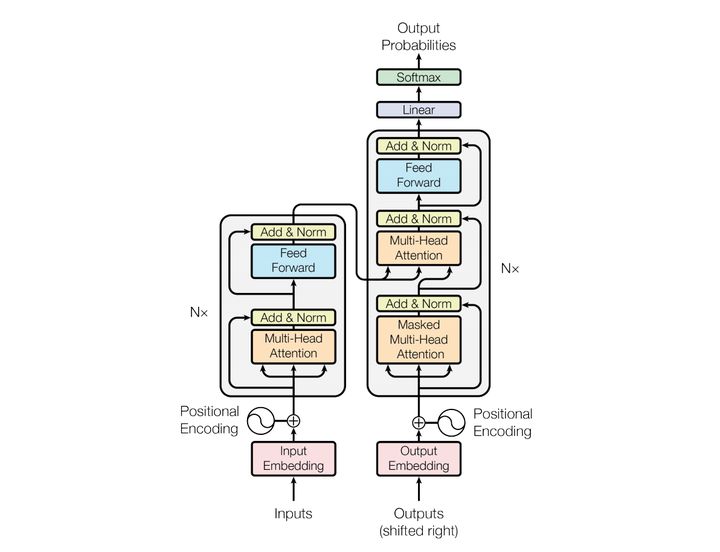 Output
Probabilities
Softmax
Linear
Add & Norm
Feed
Forward
Add & Norm
Multi-Head
Attention
Add & Norm
Masked
Multi-Head
Attention
N×
Add & Norm
Feed
Forward
Add & Norm
Multi-Head
Attention
N×
Positional
Encoding
Positional
Encoding
Input
Embedding
Output
Embedding
Inputs
Outputs
(shifted right)